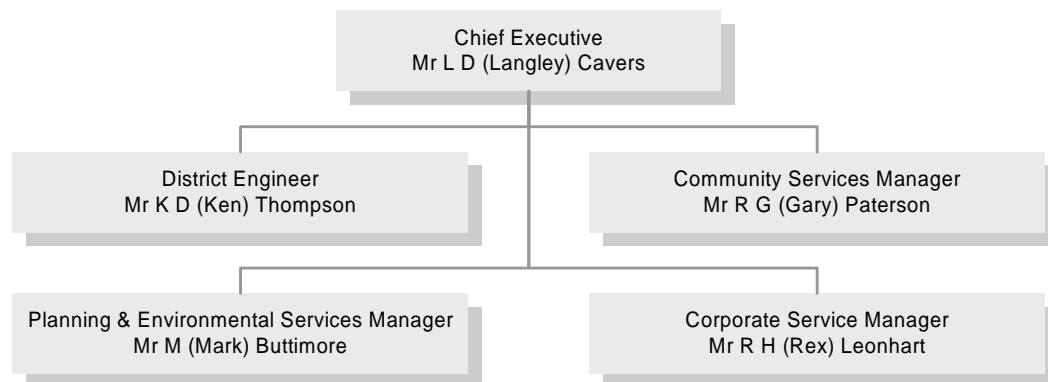 Chief Executive
Mr L D (Langley) Cavers
District Engineer
Mr K D (Ken) Thompson
Community Services Manager
Mr R G (Gary) Paterson
Planning & Environmental Services Manager
Mr M (Mark) Buttimore
Corporate Service Manager
Mr R H (Rex) Leonhart